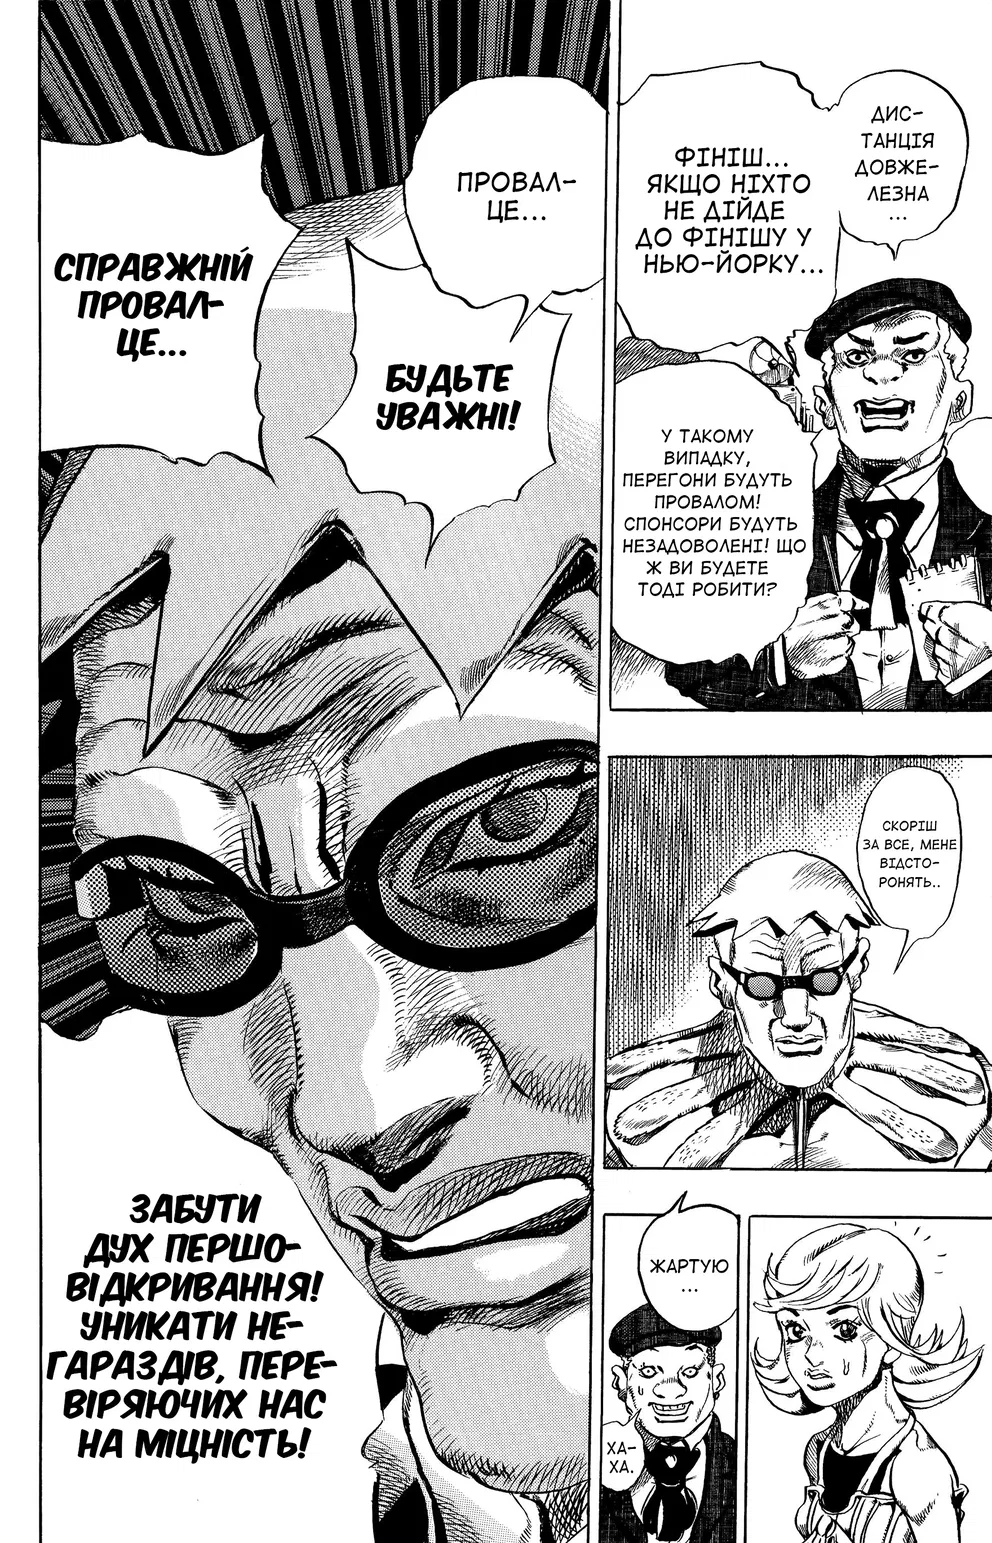 ДИС-
ТАНЦІЯ
ДОВЖЕ-
ЛЕЗНА
...
ФІНІШ...
ЯКЩО НІХТО
НЕ ДІЙДЕ
ДО ФІНІШУ У
НЬЮ-ЙОРКУ...
У ТАКОМУ
ВИПАДКУ,
ПЕРЕГОНИ БУДУТЬ
ПРОВАЛОМ!
СПОНСОРИ БУДУТЬ
НЕЗАДОВОЛЕНІ! ЩО
Ж ВИ БУДЕТЕ
ТОДІ РОБИТИ?
СКОРІШ
ЗА ВСЕ, МЕНЕ
ВІДСТО-
РОНЯТЬ..
ЖАРТУЮ
...
ХА-
ХА.
ПРОВАЛ-
ЦЕ...
БУДЬТЕ
УВАЖНІ!
СПРАВЖНІЙ
ПРОВАЛ-
ЦЕ...
ЗАБУТИ
ДУХ ПЕРШО-
ВІДКРИВАННЯ!
УНИКАТИ НЕ-
ГАРАЗДІВ, ПЕРЕ-
ВІРЯЮЧИХ НАС
НА МІЦНІСТЬ!